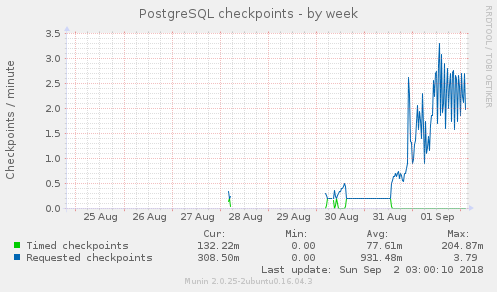 PostgreSQL checkpoints - by week
RRDTOOL / TOBI OETIKER
Checkpoints / minute
3.5
3.0
2.5
2.0
1.5
1.0
0.5
0.0
25 Aug 26 Aug 27 Aug 28 Aug 29 Aug 30 Aug 31 Aug 01 Sep
Cur: Min: Avg: Max:
Timed checkpoints 132.22m 0.00 77.61m 204.87m
Requested checkpoints 308.50m 0.00 931.48m 3.79
Last update: Sun Sep 2 03:00:10 2018
Munin 2.0.25-2ubuntu0.16.04.3